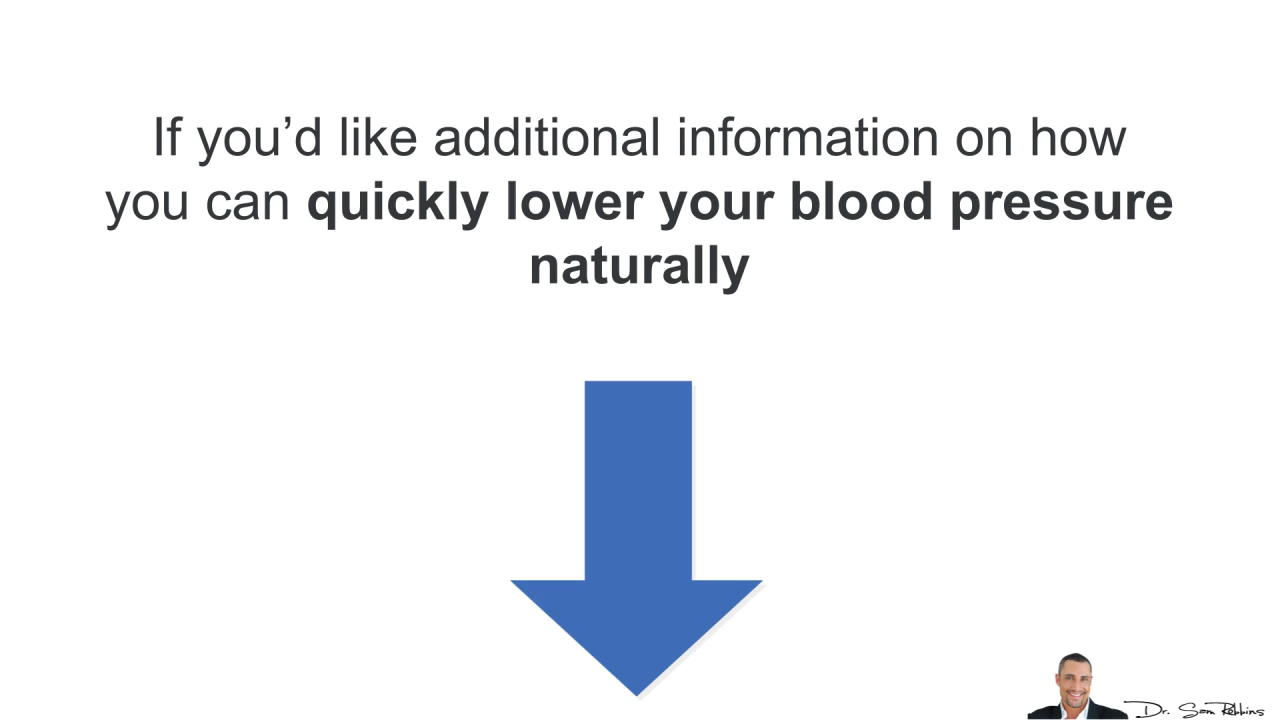 If you’d like additional information on how
you can quickly lower your blood pressure
naturally
Dr. Sam Robbins